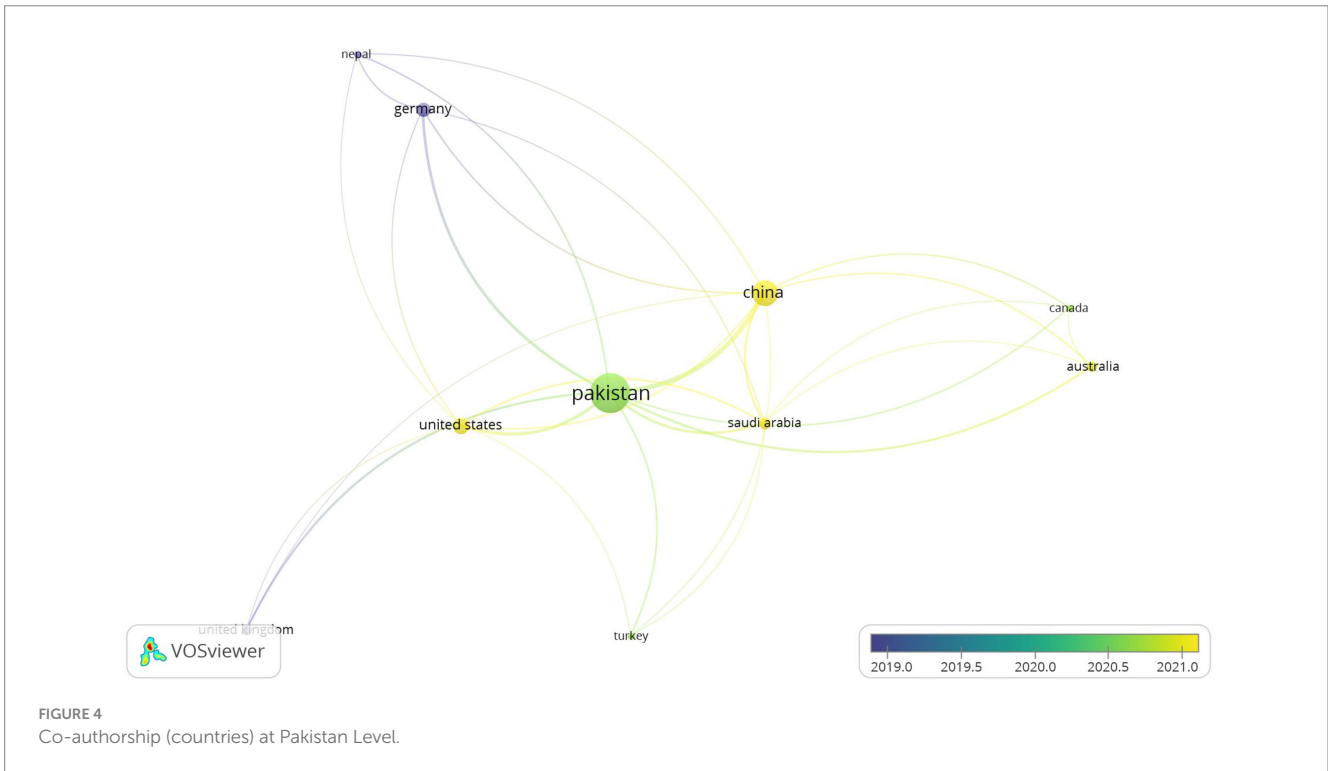 nepal
germany
china
canada
australia
pakistan
united states
saudi arabia
united kingdom
turkey
VOSviewer
2019.0 2019.5 2020.0 2020.5 2021.0
FIGURE 4
Co-authorship (countries) at Pakistan Level.